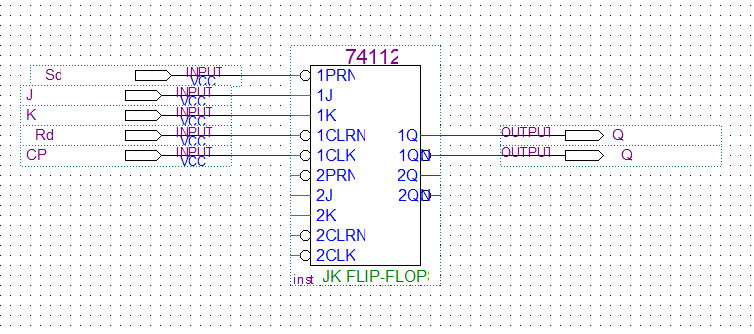 74112
Sd INPUT VCC 1PRN
J INPUT VCC 1J
K INPUT VCC 1K
Rd INPUT VCC 1CLRN 1Q OUTPUT Q
CP INPUT VCC 1CLK 1QN OUTPUT Q
2PRN 2Q
2J 2QN
2K
2CLRN
2CLK
inst JK FLIP-FLOPS